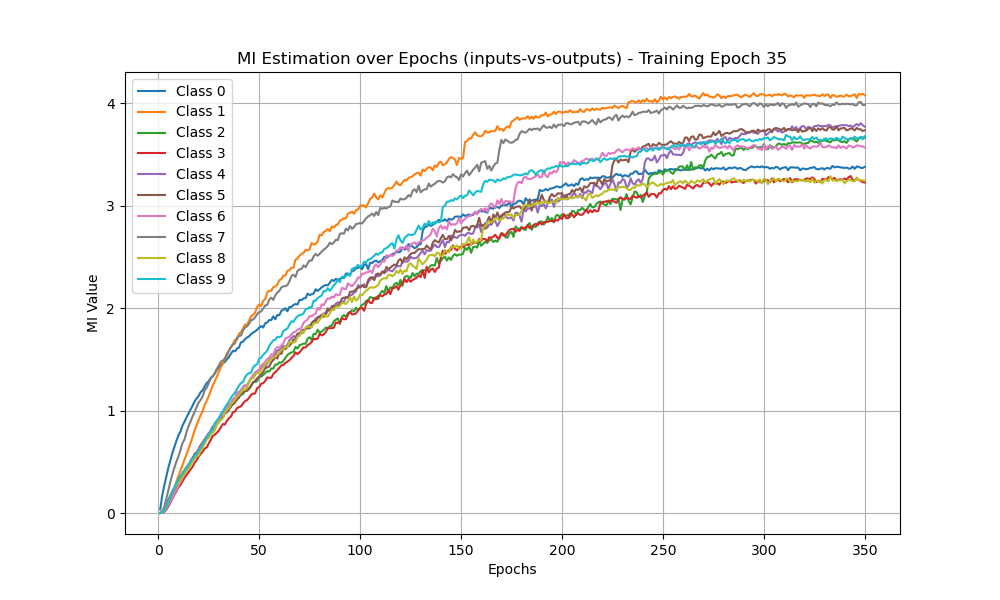 MI Estimation over Epochs (inputs-vs-outputs) - Training Epoch 35
Class 0
Class 1
Class 2
Class 3
Class 4
Class 5
Class 6
Class 7
Class 8
Class 9
MI Value
4
3
2
1
0
0 50 100 150 200 250 300 350
Epochs